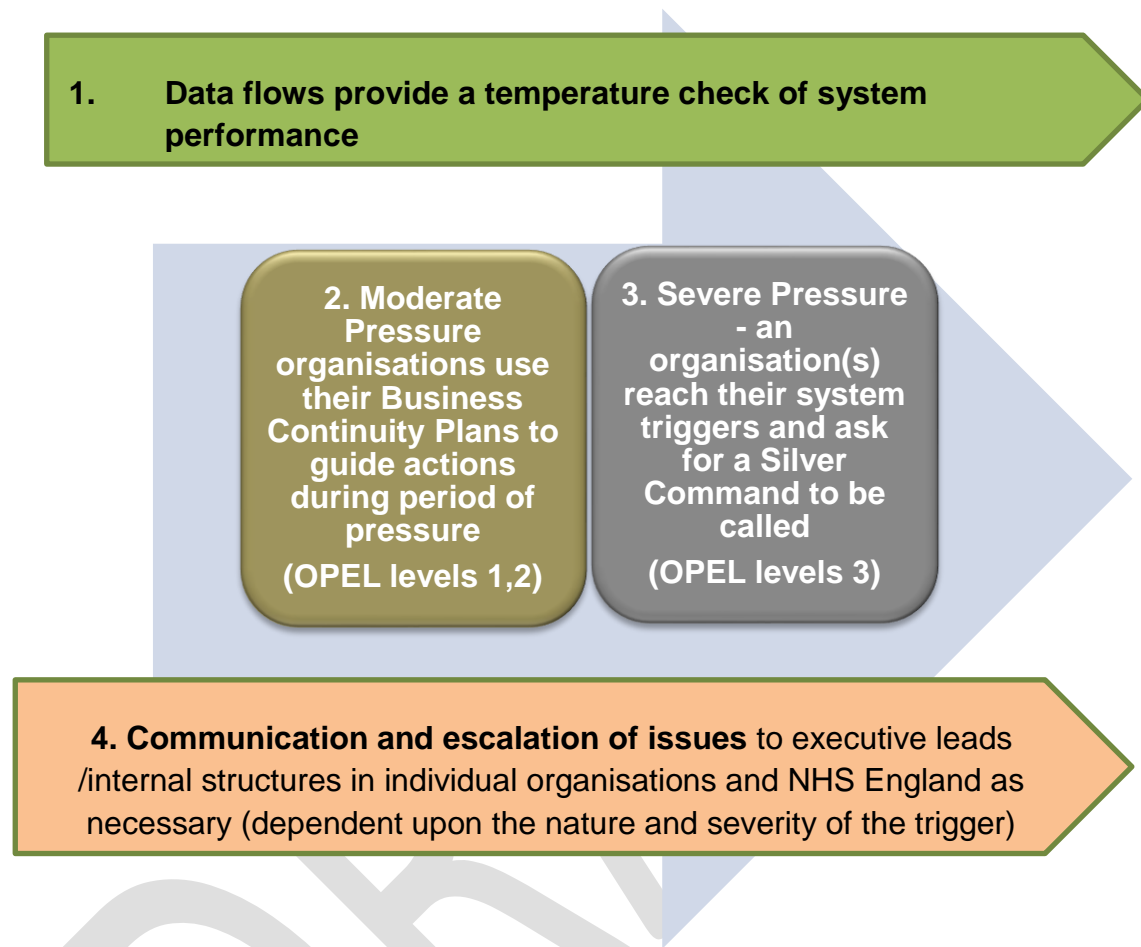 1. Data flows provide a temperature check of system
performance
2. Moderate
Pressure
organisations use
their Business
Continuity Plans to
guide actions
during period of
pressure
(OPEL levels 1,2)
3. Severe Pressure
- an
organisation(s)
reach their system
triggers and ask
for a Silver
Command to be
called
(OPEL levels 3)
4. Communication and escalation of issues to executive leads
/internal structures in individual organisations and NHS England as
necessary (dependent upon the nature and severity of the trigger)